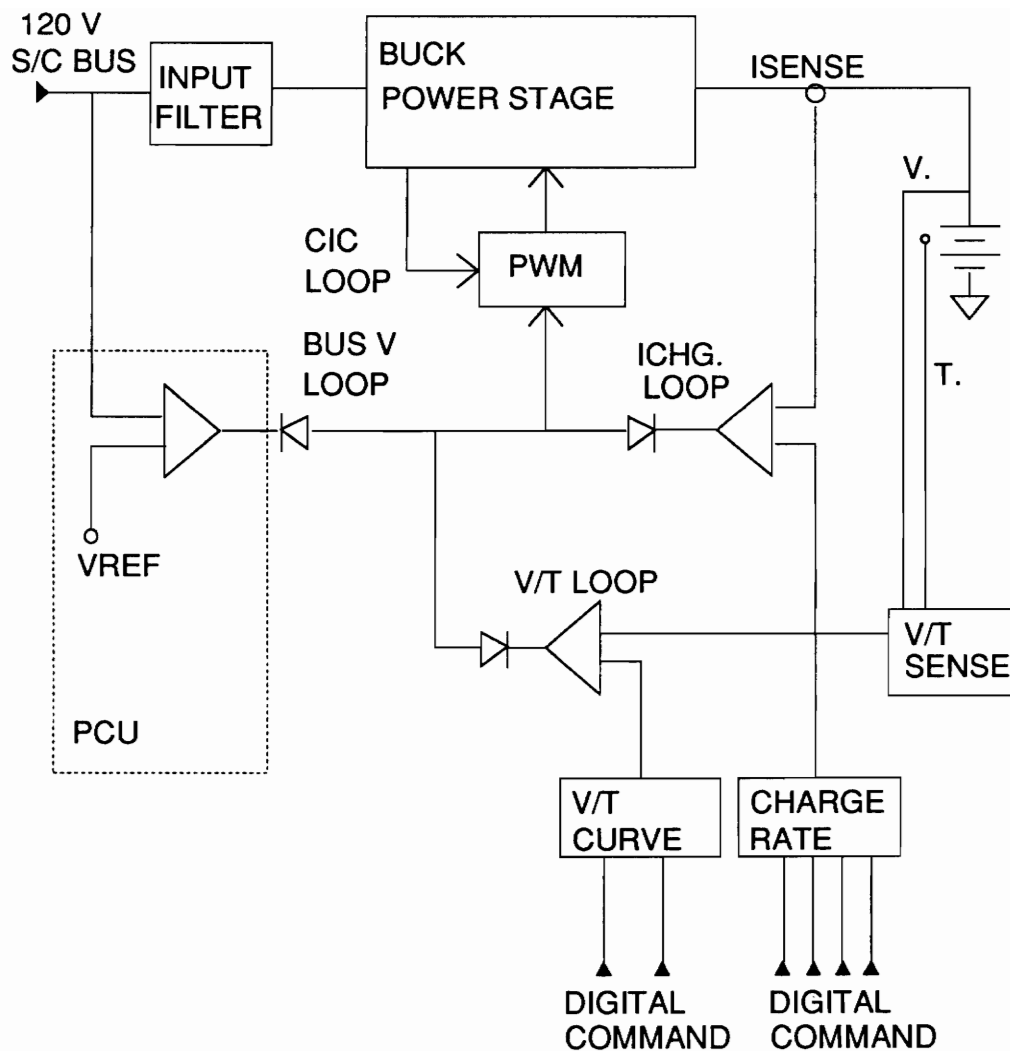 120 V
S/C BUS
INPUT
FILTER
BUCK
POWER STAGE
ISENSE
V.
CIC
LOOP
PWM
BUS V
LOOP
ICHG.
LOOP
T.
VREF
V/T LOOP
V/T
SENSE
PCU
V/T
CURVE
CHARGE
RATE
DIGITAL
COMMAND
DIGITAL
COMMAND